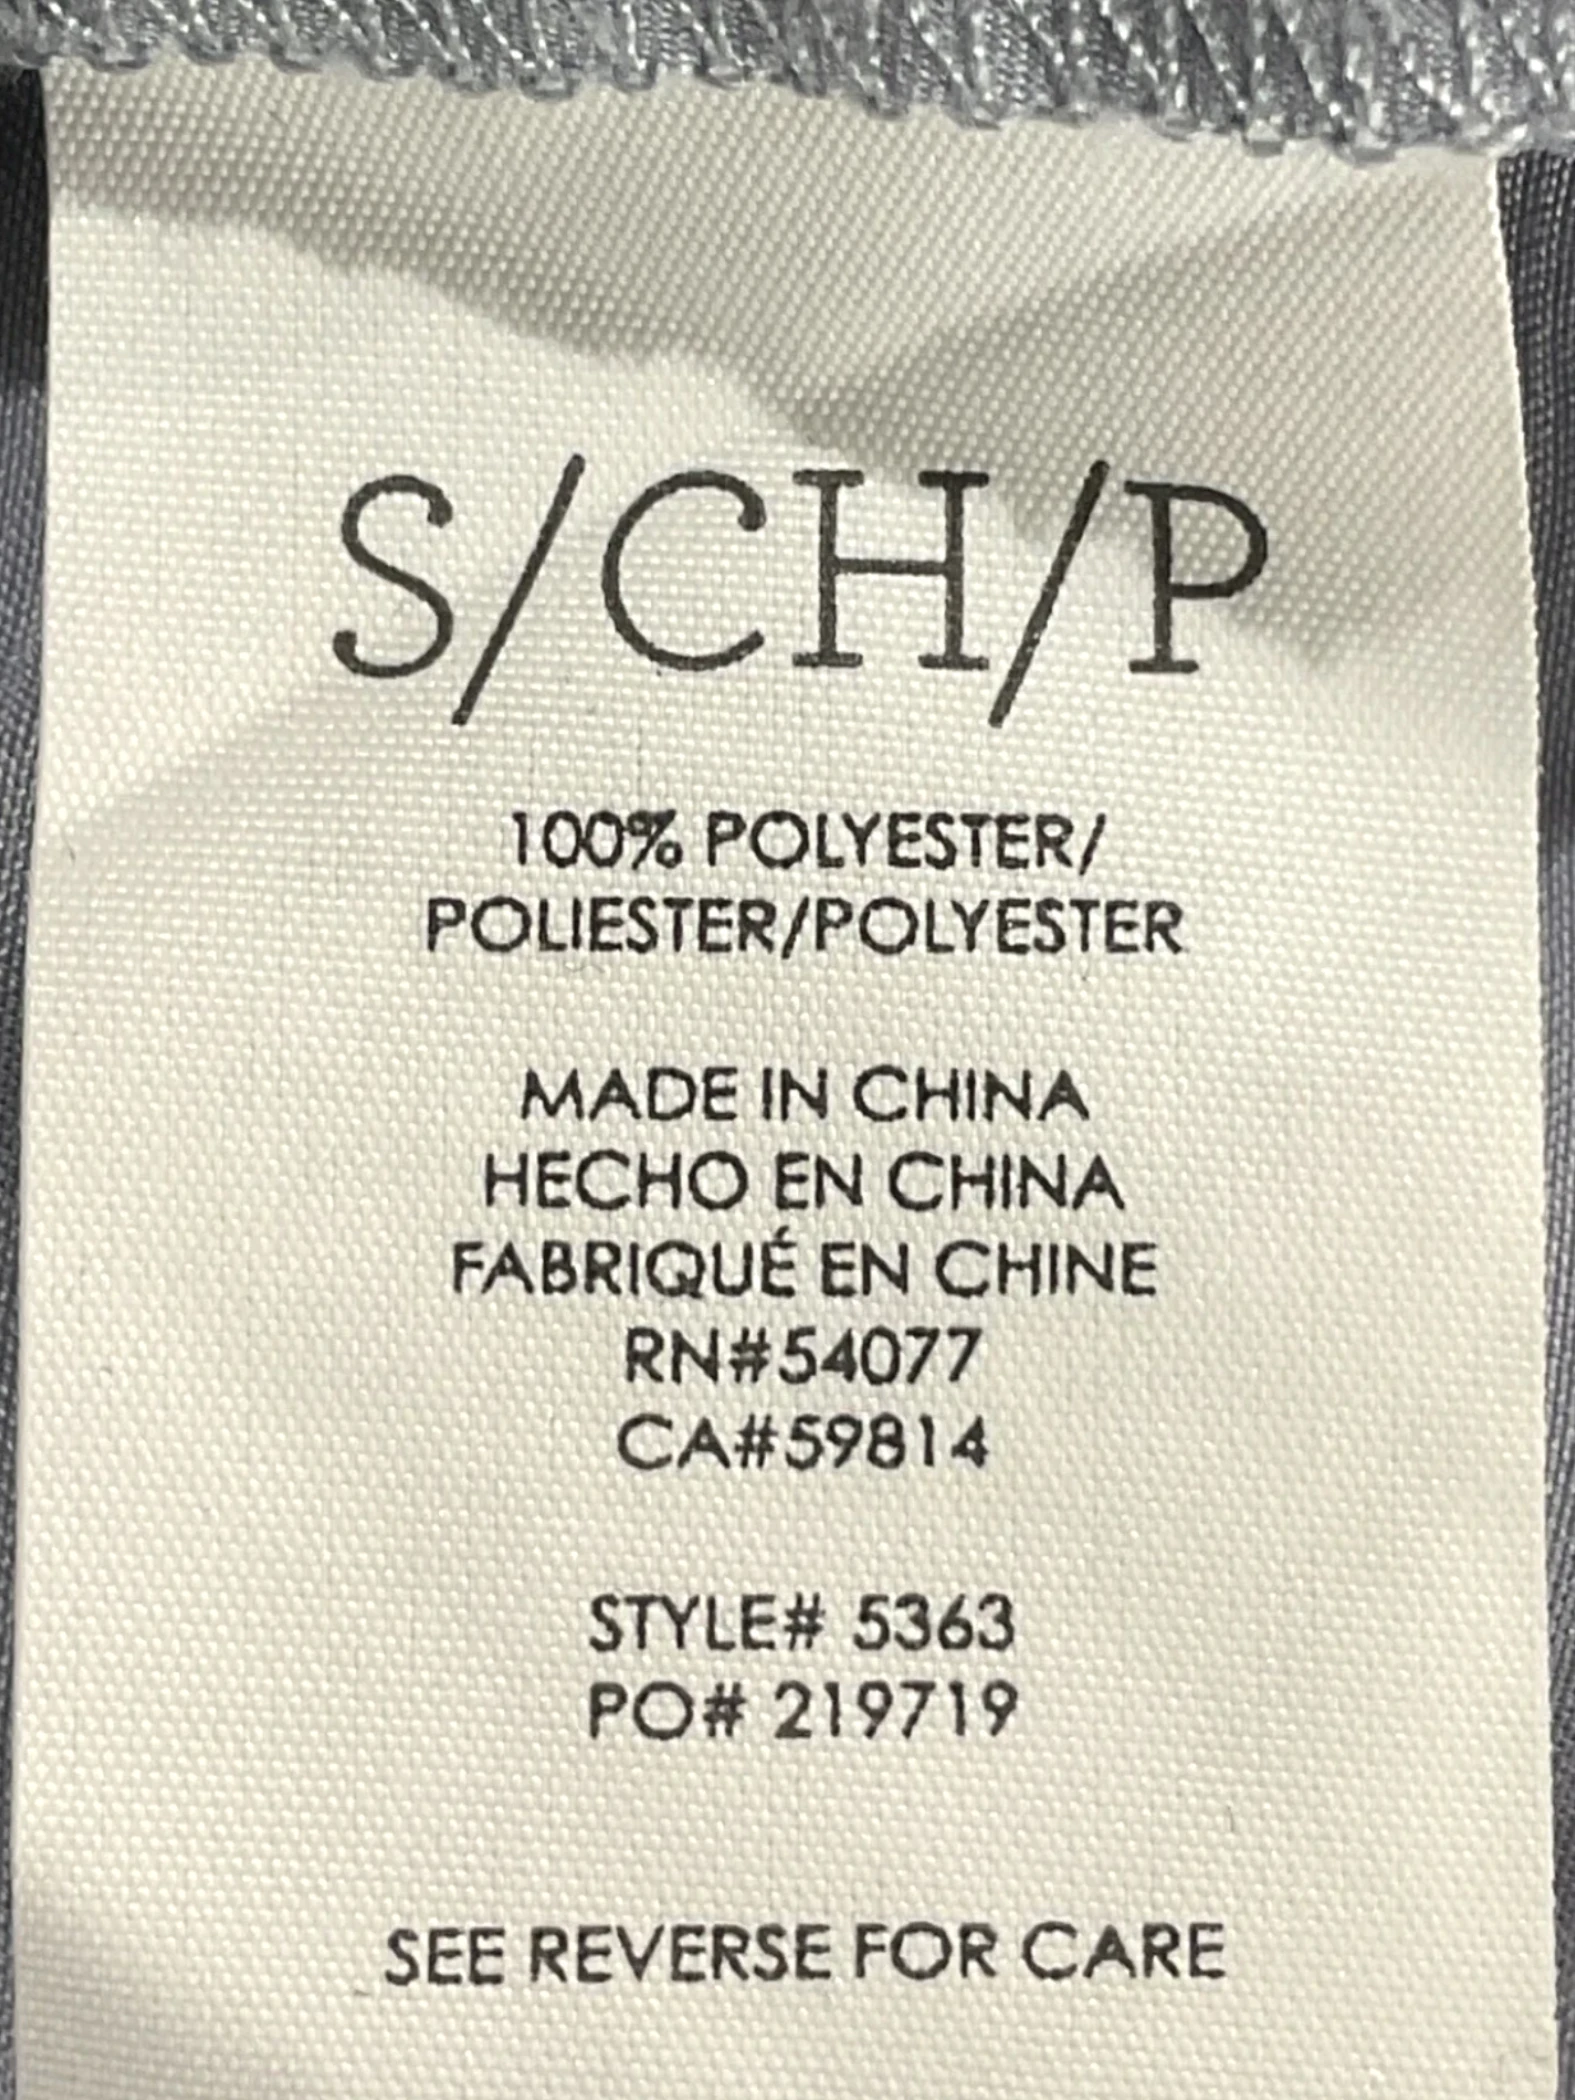 S/CH/P
100% POLYESTER/
POLIESTER/POLYESTER
MADE IN CHINA
HECHO EN CHINA
FABRIQUÉ EN CHINE
RN#54077
CA#59814
STYLE# 5363
PO# 219719
SEE REVERSE FOR CARE